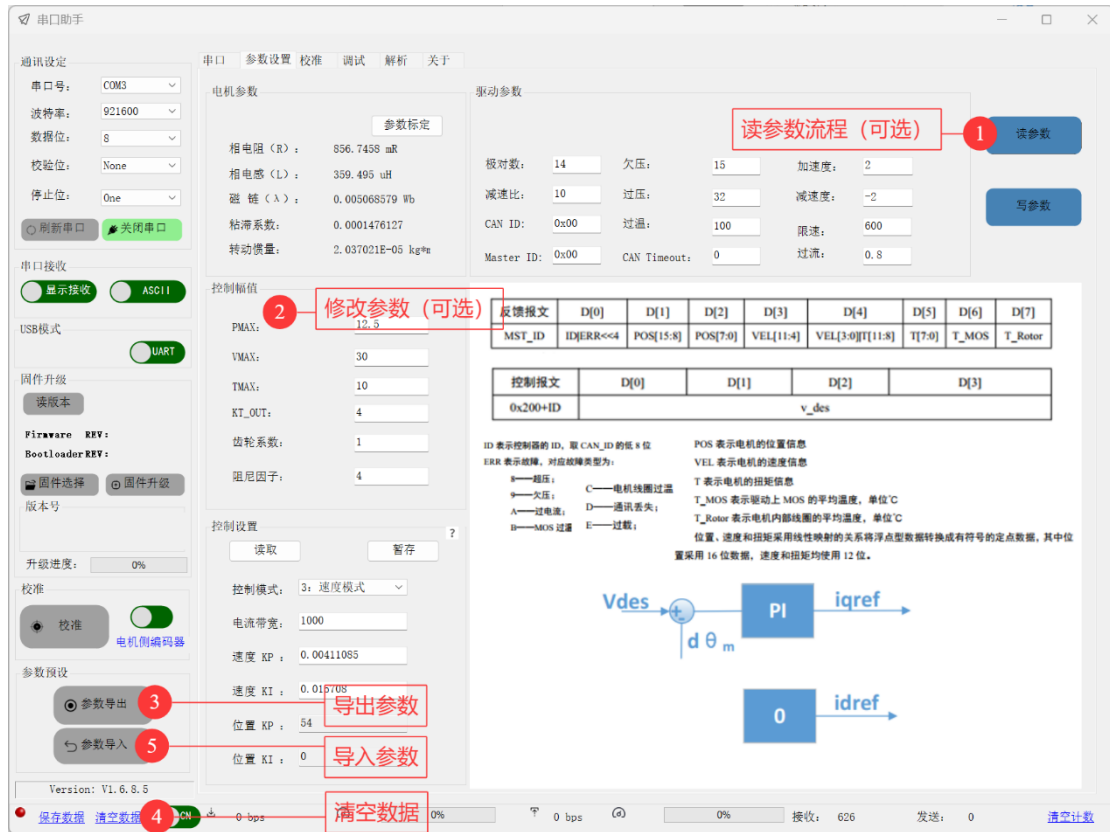 串口助手
通讯设定
串口号： COM3
波特率： 921600
数据位： 8
校验位： None
停止位： One
刷新串口 关闭串口
串口接收
显示接收 ASCII
USB模式
UART
固件升级
读版本
Firmware REV:
Bootloader REV:
固件选择 固件升级
版本号
升级进度： 0%
校准
校准
电机侧编码器
参数预设
参数导出 3
参数导入 5
Version: V1.6.8.5
串口 参数设置 校准 调试 解析 关于
电机参数
参数标定
相电阻（R）： 856.7458 mR
相电感（L）： 359.495 uH
磁 链（λ）： 0.005068579 Wb
粘滞系数： 0.0001476127
转动惯量： 2.037021E-05 kg*m
驱动参数
读参数流程（可选） 1 读参数
写参数
极对数： 14 欠压： 15 加速度： 2
减速比： 10 过压： 32 减速度： -2
CAN ID: 0x00 过温： 100 限速： 600
Master ID: 0x00 CAN Timeout: 0 过流： 0.8
控制幅值
2 修改参数（可选）
PMAX: 12.5
VMAX: 30
TMAX: 10
KT_OUT: 4
齿轮系数： 1
阻尼因子： 4
控制设置 ?
读取 暂存
控制模式： 3: 速度模式
电流带宽： 1000
速度 KP： 0.00411085
速度 KI： 0.015708
导出参数
位置 KP： 54
位置 KI： 0
导入参数
反馈报文 D[0] D[1] D[2] D[3] D[4] D[5] D[6] D[7]
MST_ID ID|ERR<<4 POS[15:8] POS[7:0] VEL[11:4] VEL[3:0]|T[11:8] T[7:0] T_MOS T_Rotor
控制报文 D[0] D[1] D[2] D[3]
0x200+ID v_des
ID 表示控制器的 ID，取 CAN_ID 的低 8 位
ERR 表示故障，对应故障类型为：
8——超压；
9——欠压；
A——过电流；
B——MOS 过温
C——电机线圈过温
D——通讯丢失；
E——过载；
POS 表示电机的位置信息
VEL 表示电机的速度信息
T 表示电机的扭矩信息
T_MOS 表示驱动上 MOS 的平均温度，单位℃
T_Rotor 表示电机内部线圈的平均温度，单位℃
位置、速度和扭矩采用线性映射的关系将浮点型数据转换成有符号的定点数据，其中位
置采用 16 位数据，速度和扭矩均使用 12 位。
Vdes + - PI iqref
d θ m
0 idref
保存数据 清空数据 4 CN 0 bps 清空数据 0% 0 bps 0% 接收： 626 发送： 0 清空计数